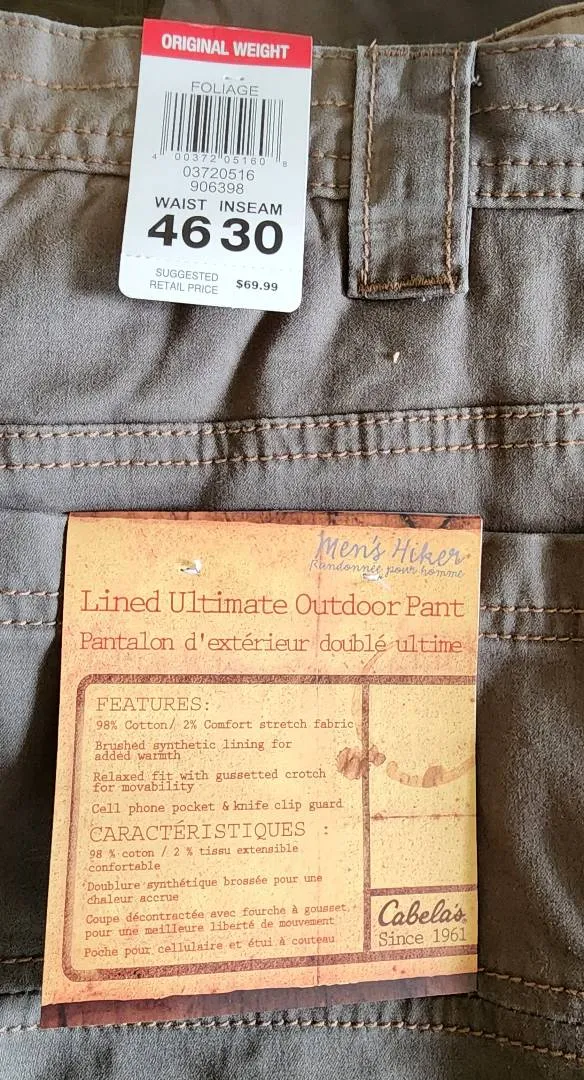 ORIGINAL WEIGHT
FOLIAGE
4 00372 05160 8
03720516
906398
WAIST INSEAM
46 30
SUGGESTED
RETAIL PRICE $69.99
Men's Hiker
Randonnée pour homme
Lined Ultimate Outdoor Pant
Pantalon d'extérieur doublé ultime
FEATURES:
98% Cotton/ 2% Comfort stretch fabric
Brushed synthetic lining for
added warmth
Relaxed fit with gussetted crotch
for movability
Cell phone pocket & knife clip guard
CARACTÉRISTIQUES :
98 % coton / 2 % tissu extensible
confortable
Doublure synthétique brossée pour une
chaleur accrue
Coupe décontractée avec fourche à gousset,
pour une meilleure liberté de mouvement
Poche pour cellulaire et étui à couteau
Cabela's
Since 1961